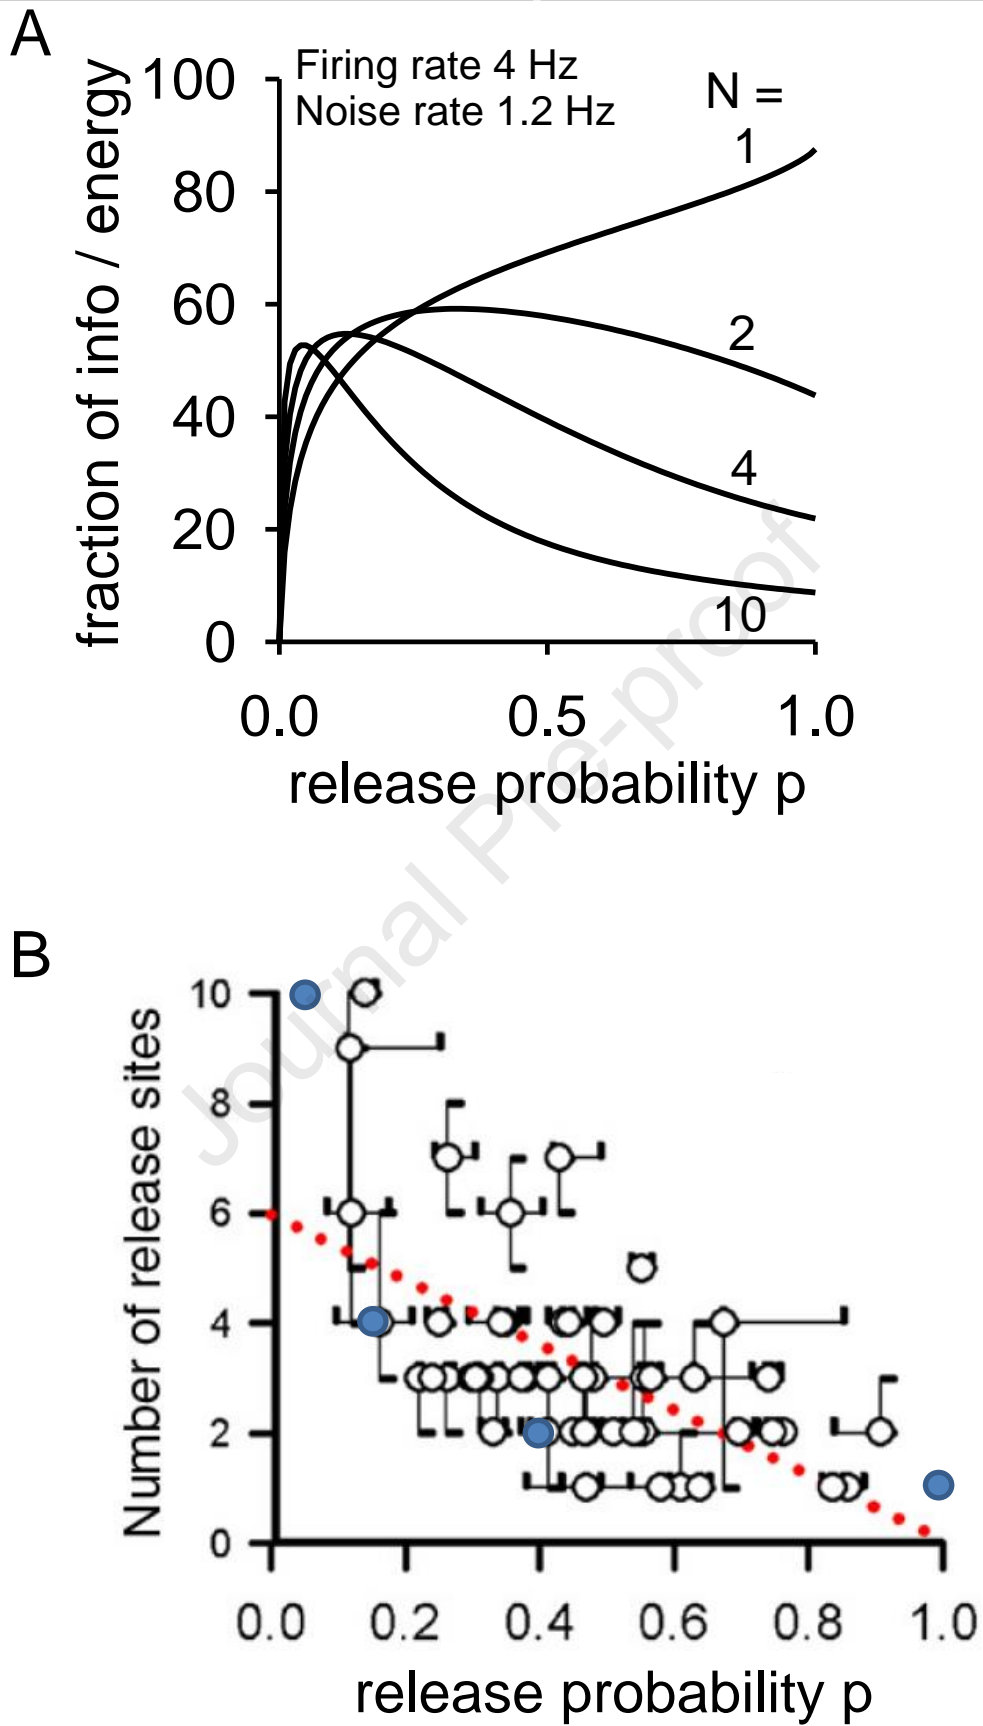 A
Firing rate 4 Hz
Noise rate 1.2 Hz
N =
1
2
4
10
100
80
60
40
20
0
fraction of info / energy
0.0 0.5 1.0
release probability p
Journal Pre-proof
B
10
8
6
4
2
0
Number of release sites
0.0 0.2 0.4 0.6 0.8 1.0
release probability p